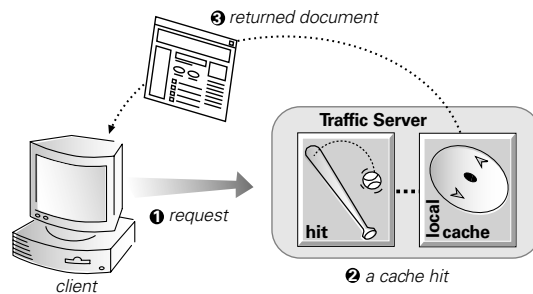 ❸ returned document
Traffic Server
❶ request
hit
local
cache
❷ a cache hit
client